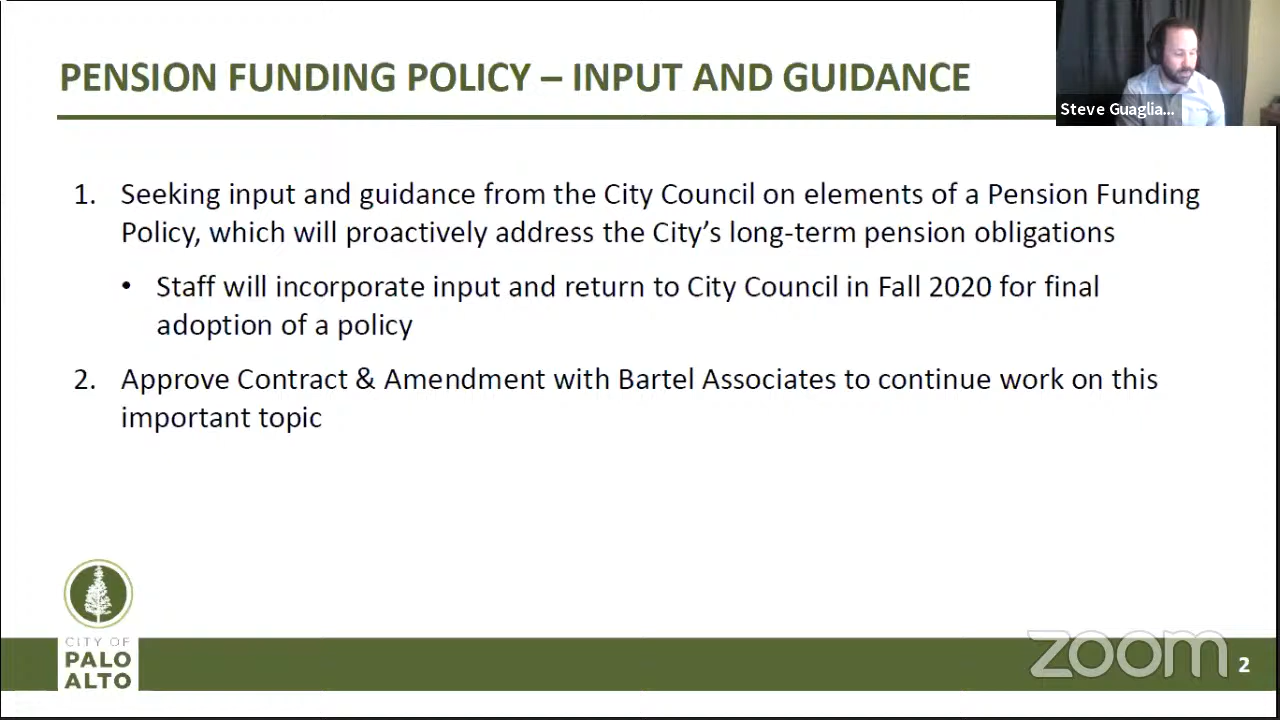 PENSION FUNDING POLICY – INPUT AND GUIDANCE
Steve Guaglia...
1. Seeking input and guidance from the City Council on elements of a Pension Funding
Policy, which will proactively address the City's long-term pension obligations
• Staff will incorporate input and return to City Council in Fall 2020 for final
adoption of a policy
2. Approve Contract & Amendment with Bartel Associates to continue work on this
important topic
CITY OF
PALO
ALTO
zoom
2